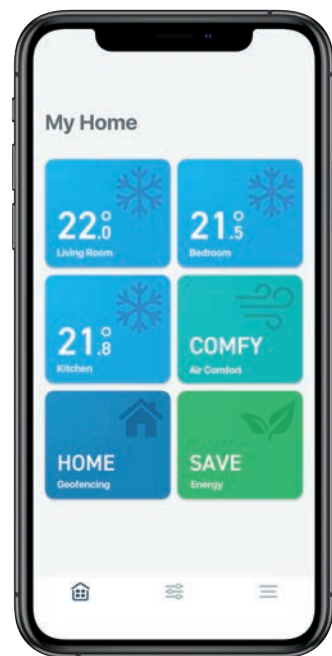 My Home
22.0°
Living Room
21.5°
Bedroom
21.8°
Kitchen
COMFY
Air Comfort
HOME
Geofencing
SAVE
Energy